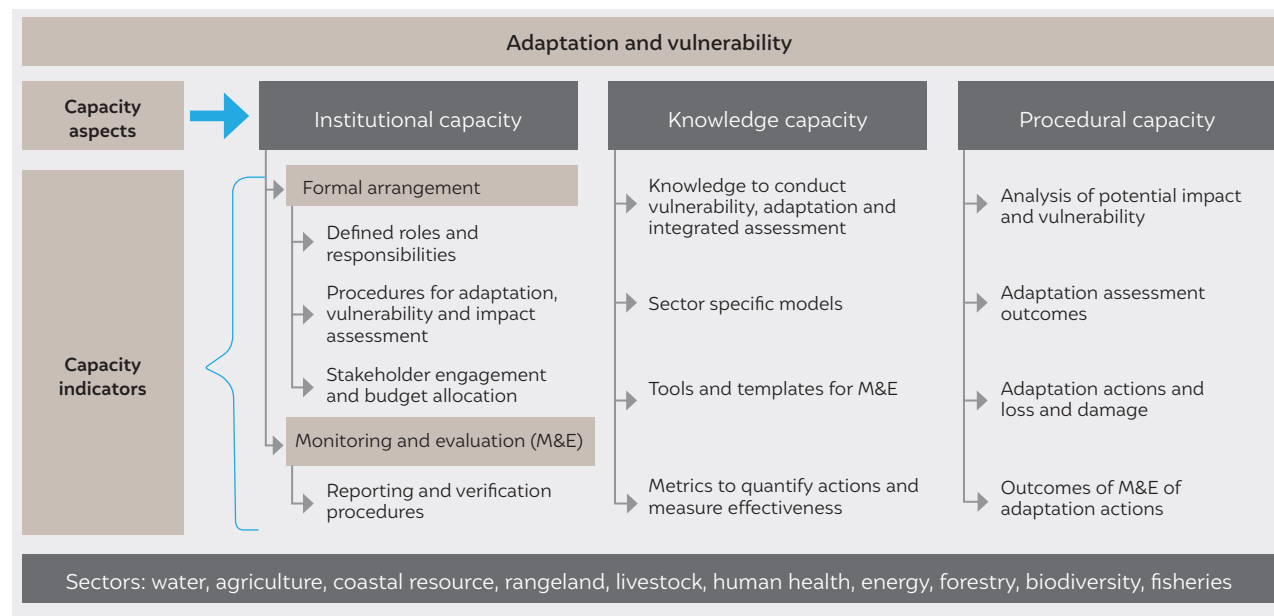 Adaptation and vulnerability
Capacity
aspects
Institutional capacity
Knowledge capacity
Procedural capacity
Capacity
indicators
Formal arrangement
Defined roles and
responsibilities
Procedures for adaptation,
vulnerability and impact
assessment
Stakeholder engagement
and budget allocation
Monitoring and evaluation (M&E)
Reporting and verification
procedures
Knowledge to conduct
vulnerability, adaptation and
integrated assessment
Sector specific models
Tools and templates for M&E
Metrics to quantify actions and
measure effectiveness
Analysis of potential impact
and vulnerability
Adaptation assessment
outcomes
Adaptation actions and
loss and damage
Outcomes of M&E of
adaptation actions
Sectors: water, agriculture, coastal resource, rangeland, livestock, human health, energy, forestry, biodiversity, fisheries